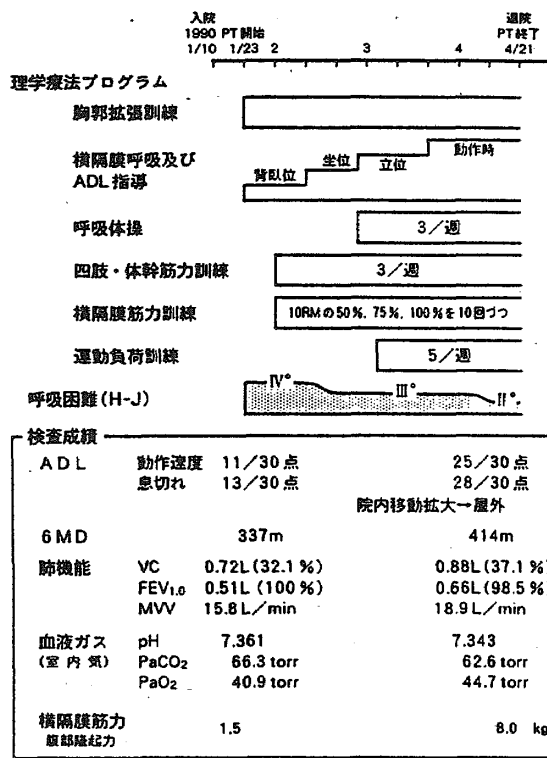 入院 退院
1990 PT開始 PT終了
1/10 1/23 2 3 4 4/21
理学療法プログラム
胸郭拡張訓練
横隔膜呼吸及び
ADL指導
背臥位 坐位 立位 動作時
呼吸体操 3/週
四肢・体幹筋力訓練 3/週
横隔膜筋力訓練 10RMの50%, 75%, 100%を10回づつ
運動負荷訓練 5/週
呼吸困難(H-J) IV° III° II°
検査成績
ADL 動作速度 11/30点 25/30点
息切れ 13/30点 28/30点
院内移動拡大→屋外
6MD 337m 414m
肺機能 VC 0.72L(32.1%) 0.88L(37.1%)
FEV1.0 0.51L(100%) 0.66L(98.5%)
MVV 15.8L/min 18.9L/min
血液ガス pH 7.361 7.343
(室内気) PaCO2 66.3torr 62.6torr
PaO2 40.9torr 44.7torr
横隔膜筋力 1.5 8.0 kg
腹部隆起力